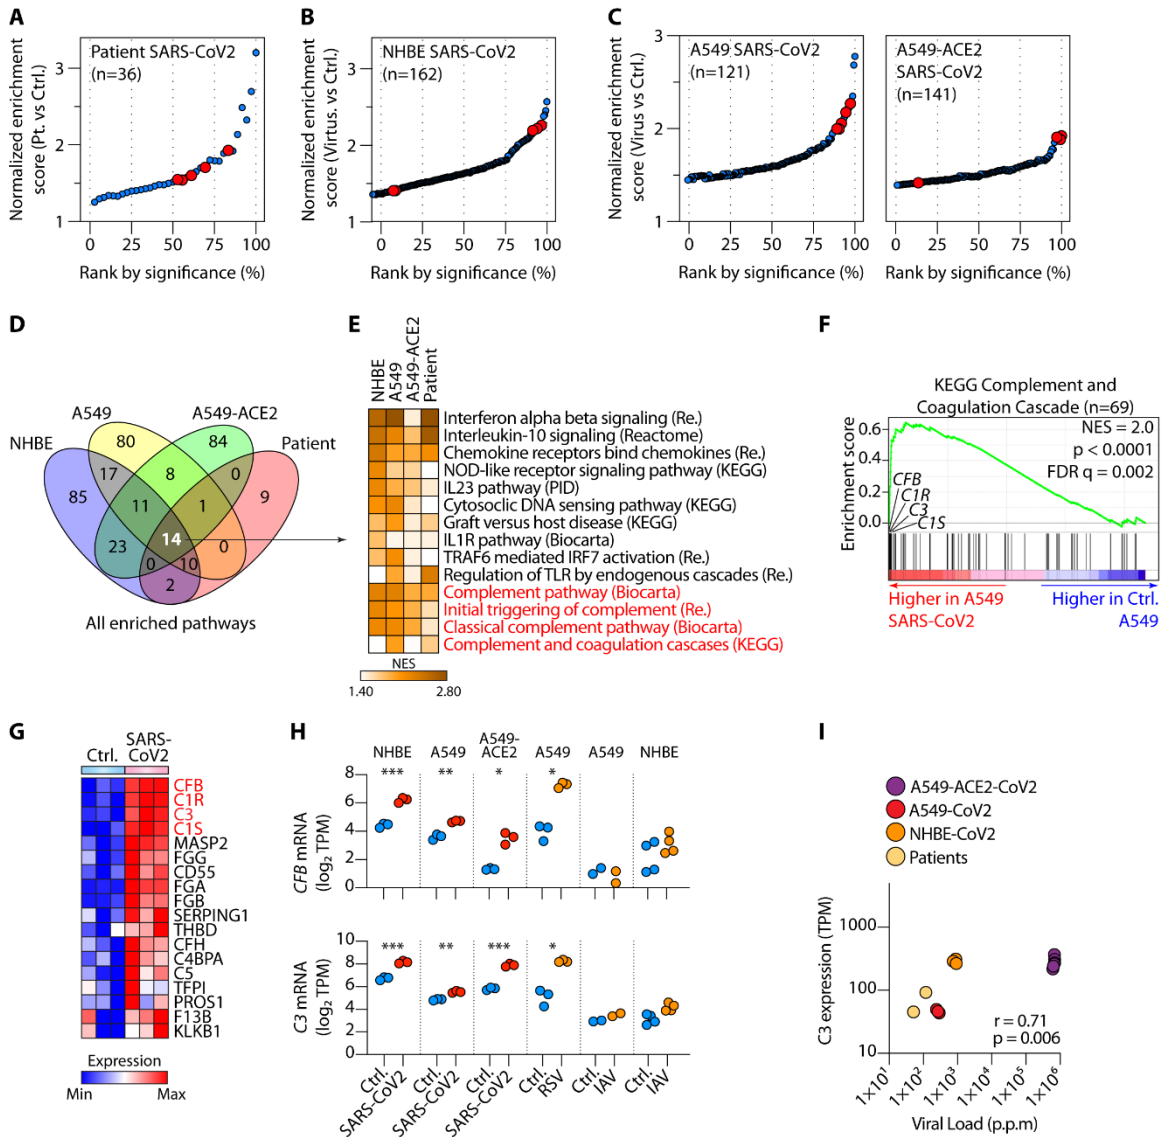 A
B
C
Normalized enrichment
score (Pt. vs Ctrl.)
Patient SARS-CoV2
(n=36)
3
2
1
0
25
50
75
100
Rank by significance (%)
Normalized enrichment
score (Virtus. vs Ctrl.)
NHBE SARS-CoV2
(n=162)
3
2
1
0
25
50
75
100
Rank by significance (%)
Normalized enrichment
score (Virus vs Ctrl.)
A549 SARS-CoV2
(n=121)
3
2
1
0
25
50
75
100
Rank by significance (%)
A549-ACE2
SARS-CoV2
(n=141)
0
25
50
75
100
Rank by significance (%)
D
A549
A549-ACE2
NHBE
Patient
80
84
17
8
0
85
11
1
9
23
14
0
0
10
2
All enriched pathways
E
NHBE
A549
A549-ACE2
Patient
Interferon alpha beta signaling (Re.)
Interleukin-10 signaling (Reactome)
Chemokine receptors bind chemokines (Re.)
NOD-like receptor signaling pathway (KEGG)
IL23 pathway (PID)
Cytosoclic DNA sensing pathway (KEGG)
Graft versus host disease (KEGG)
IL1R pathway (Biocarta)
TRAF6 mediated IRF7 activation (Re.)
Regulation of TLR by endogenous cascades (Re.)
Complement pathway (Biocarta)
Initial triggering of complement (Re.)
Classical complement pathway (Biocarta)
Complement and coagulation cascases (KEGG)
NES
1.40
2.80
F
KEGG Complement and
Coagulation Cascade (n=69)
NES = 2.0
p < 0.0001
FDR q = 0.002
Enrichment score
0.6
0.4
0.2
0.0
CFB
C1R
C3
C1S
Higher in A549
SARS-CoV2
Higher in Ctrl.
A549
G
Ctrl.
SARS-
CoV2
CFB
C1R
C3
C1S
MASP2
FGG
CD55
FGA
FGB
SERPING1
THBD
CFH
C4BPA
C5
TFPI
PROS1
F13B
KLKB1
Expression
Min
Max
H
NHBE
A549
A549-
ACE2
A549
A549
NHBE
CFB mRNA
(log2 TPM)
8
6
4
2
0
***
**
*
*
C3 mRNA
(log2 TPM)
10
8
6
4
2
0
***
**
***
*
Ctrl.
SARS-CoV2
Ctrl.
SARS-CoV2
Ctrl.
SARS-CoV2
Ctrl.
RSV
Ctrl.
IAV
Ctrl.
IAV
I
A549-ACE2-CoV2
A549-CoV2
NHBE-CoV2
Patients
C3 expression (TPM)
1000
100
10
r = 0.71
p = 0.006
1×10¹
1×10²
1×10³
1×10⁴
1×10⁵
1×10⁶
Viral Load (p.p.m)